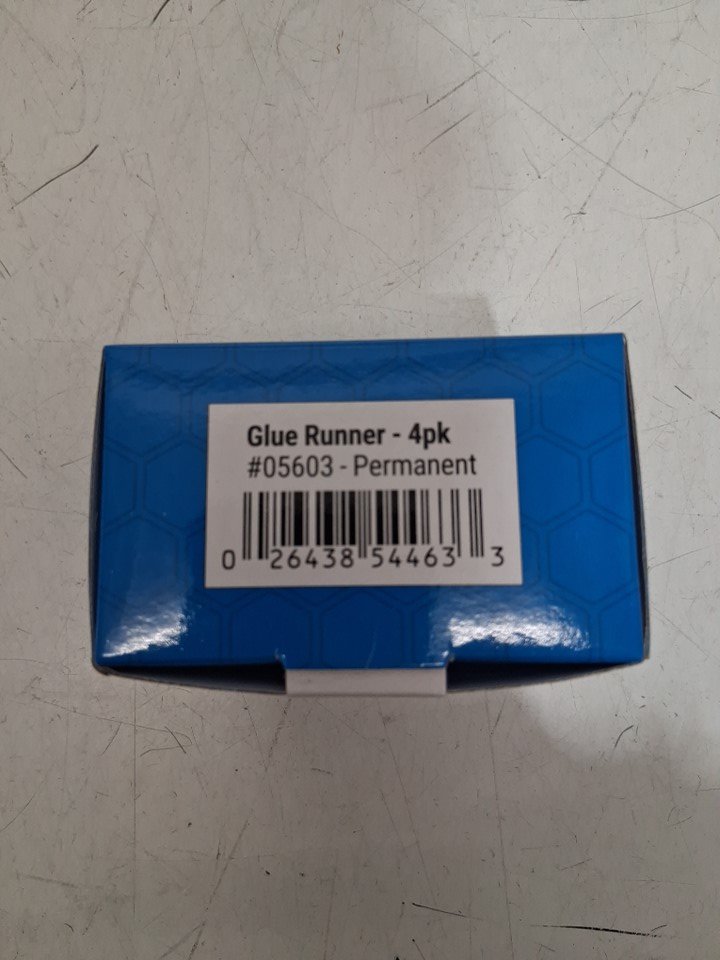 Glue Runner - 4pk
#05603 - Permanent
0 26438 54463 3